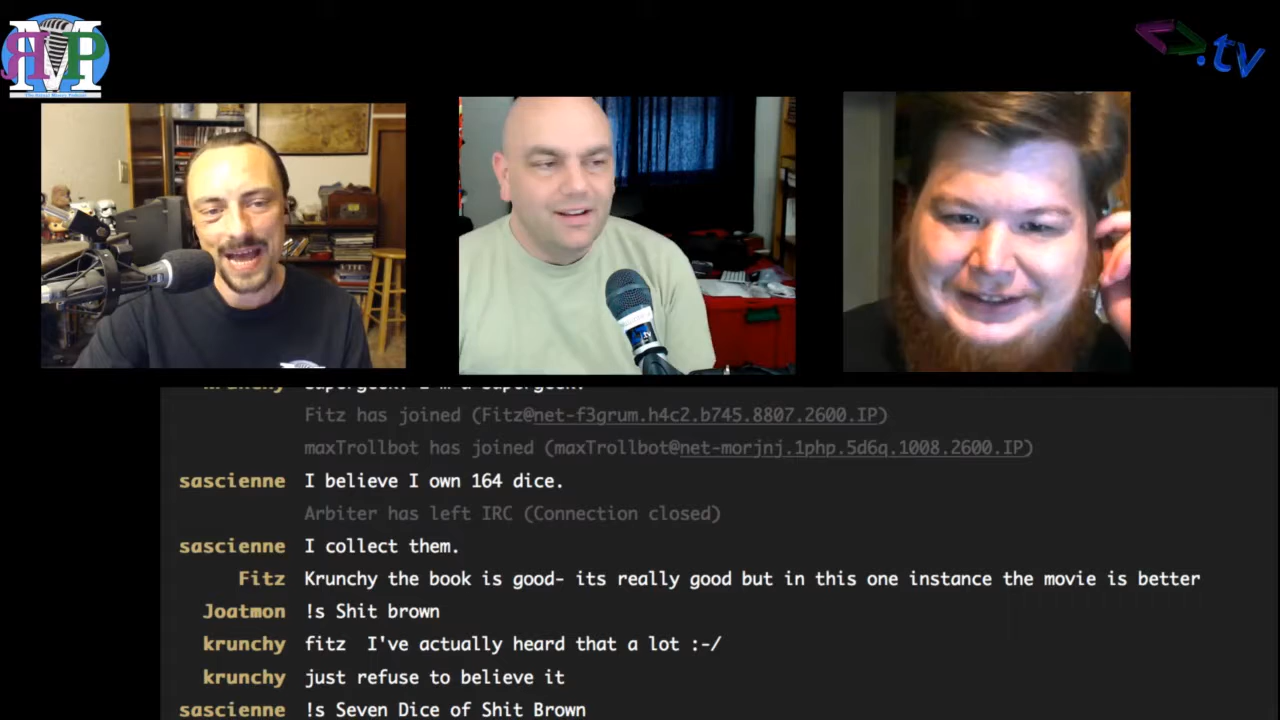 RMP
.tv
krunchy supergeek. I'm a supergeek.
Fitz has joined (Fitz@net-f3grum.h4c2.b745.8807.2600.IP)
maxTrollbot has joined (maxTrollbot@net-morjnj.1php.5d6q.1008.2600.IP)
sascienne I believe I own 164 dice.
Arbiter has left IRC (Connection closed)
sascienne I collect them.
Fitz Krunchy the book is good- its really good but in this one instance the movie is better
Joatmon !s Shit brown
krunchy fitz  I've actually heard that a lot :-/
krunchy just refuse to believe it
sascienne !s Seven Dice of Shit Brown